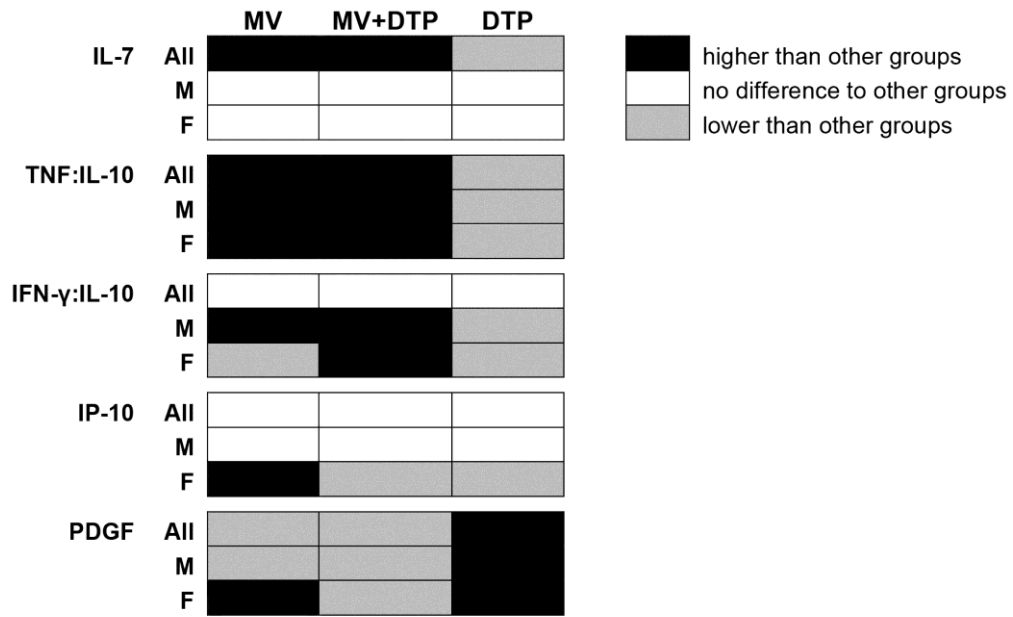 MV MV+DTP DTP
IL-7 All higher than other groups
M no difference to other groups
F lower than other groups
TNF:IL-10 All
M
F
IFN-γ:IL-10 All
M
F
IP-10 All
M
F
PDGF All
M
F